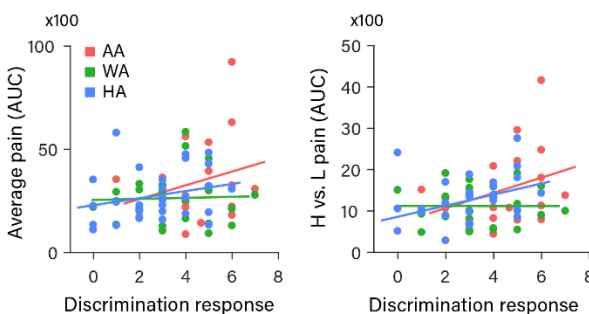 x100
100
50
0
Average pain (AUC)
AA
WA
HA
0 2 4 6 8
Discrimination response
x100
50
40
30
20
10
0
H vs. L pain (AUC)
0 2 4 6 8
Discrimination response